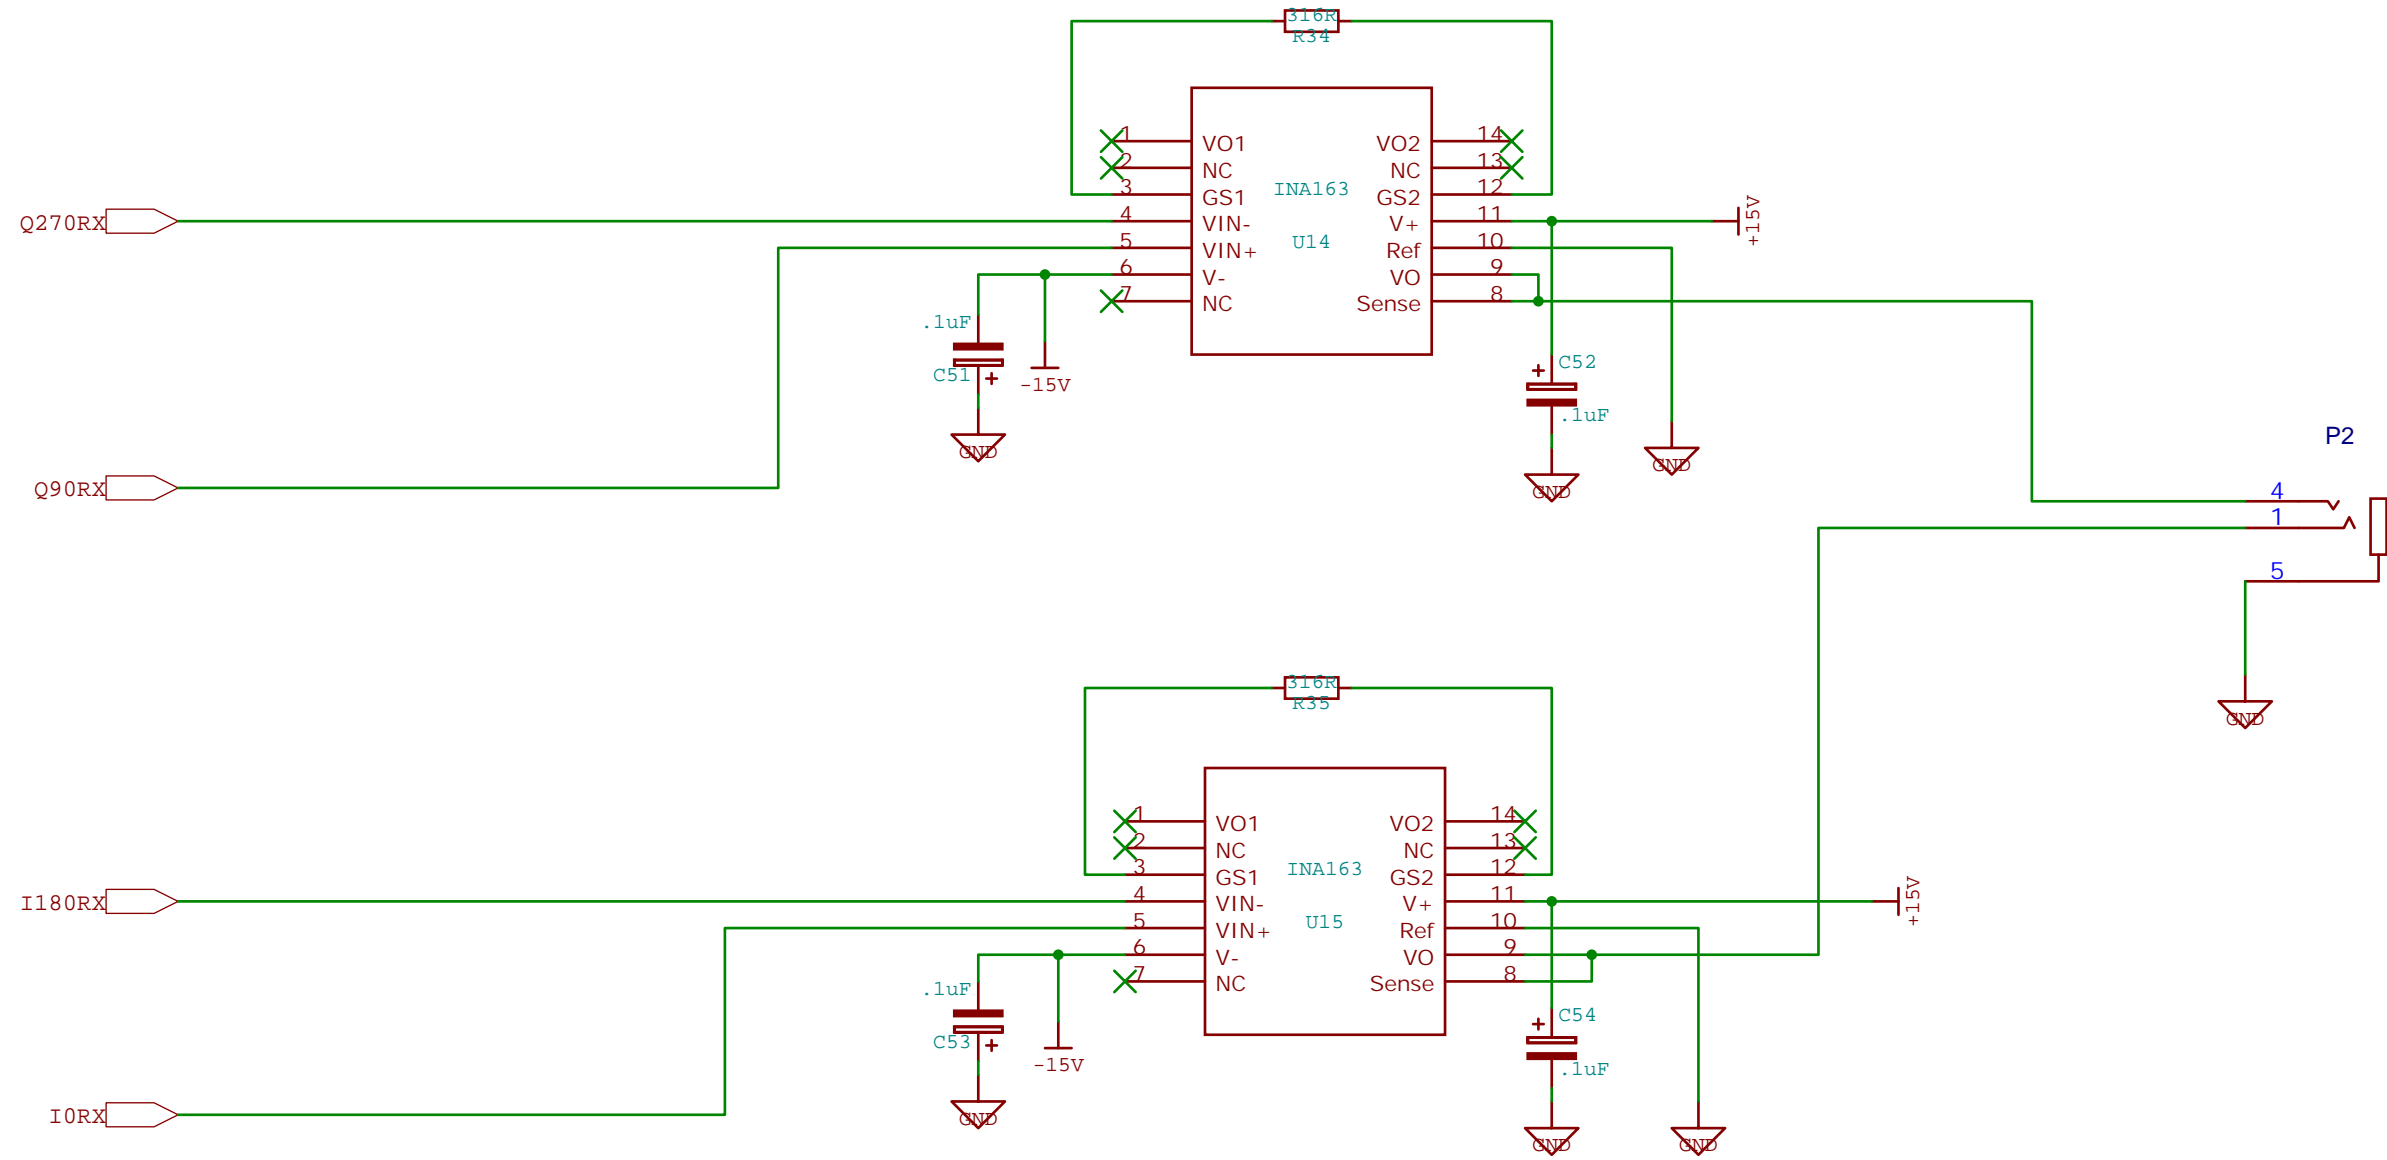 316R
R34
1 VO1 VO2 14
2 NC NC 13
3 GS1 INA163 GS2 12
Q270RX 4 VIN- V+ 11 +15V
5 VIN+ U14 Ref 10
6 V- VO 9
7 NC Sense 8
.1uF
C51 +
-15V
GND
+ C52
.1uF
GND
GND
Q90RX
P2
4
1
5
GND
316R
R35
1 VO1 VO2 14
2 NC NC 13
3 GS1 INA163 GS2 12
I180RX 4 VIN- V+ 11 +15V
5 VIN+ U15 Ref 10
6 V- VO 9
7 NC Sense 8
.1uF
C53 +
-15V
GND
+ C54
.1uF
GND
GND
I0RX